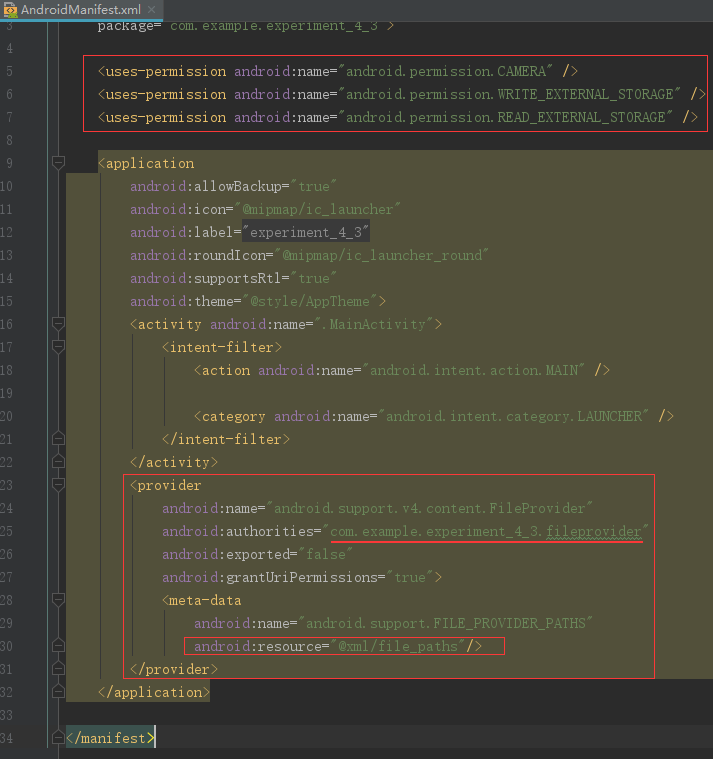 AndroidManifest.xml
3 package="com.example.experiment_4_3">
4
5 <uses-permission android:name="android.permission.CAMERA" />
6 <uses-permission android:name="android.permission.WRITE_EXTERNAL_STORAGE" />
7 <uses-permission android:name="android.permission.READ_EXTERNAL_STORAGE" />
8
9 <application
10 android:allowBackup="true"
11 android:icon="@mipmap/ic_launcher"
12 android:label="experiment_4_3"
13 android:roundIcon="@mipmap/ic_launcher_round"
14 android:supportsRtl="true"
15 android:theme="@style/AppTheme">
16 <activity android:name=".MainActivity">
17 <intent-filter>
18 <action android:name="android.intent.action.MAIN" />
19
20 <category android:name="android.intent.category.LAUNCHER" />
21 </intent-filter>
22 </activity>
23 <provider
24 android:name="android.support.v4.content.FileProvider"
25 android:authorities="com.example.experiment_4_3.fileprovider"
26 android:exported="false"
27 android:grantUriPermissions="true">
28 <meta-data
29 android:name="android.support.FILE_PROVIDER_PATHS"
30 android:resource="@xml/file_paths"/>
31 </provider>
32 </application>
33
34 </manifest>